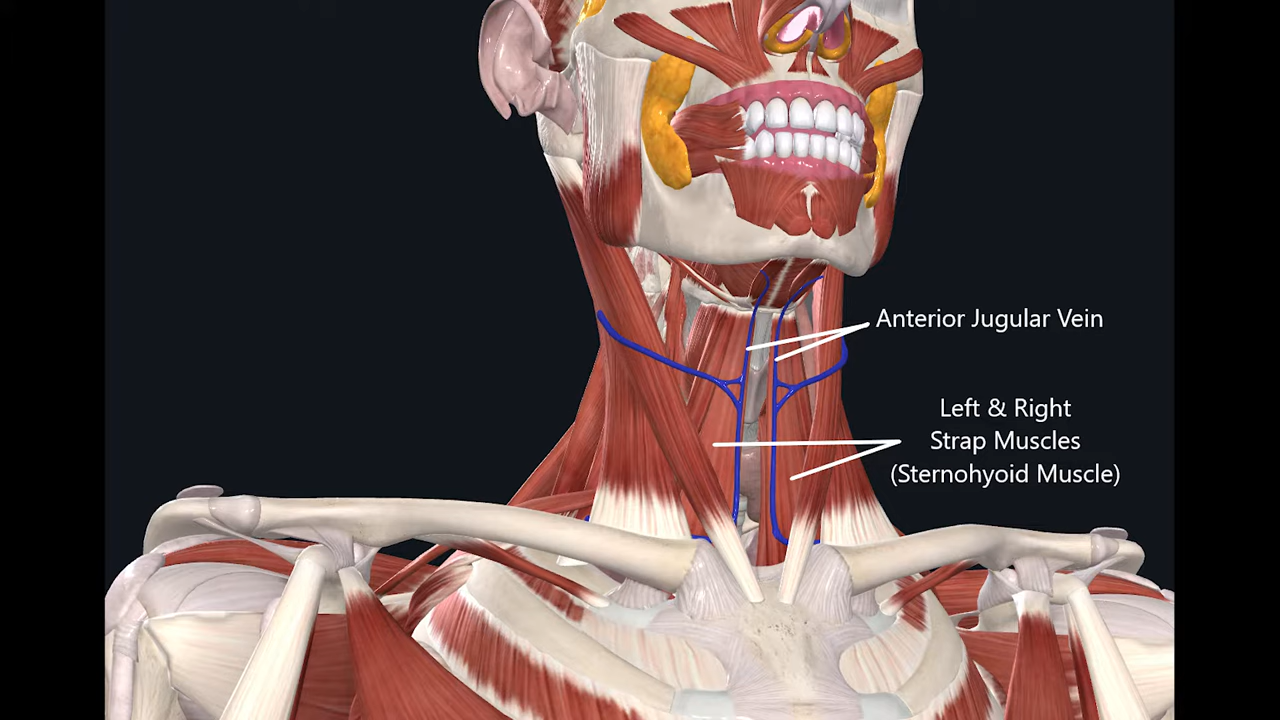 Anterior Jugular Vein
Left & Right
Strap Muscles
(Sternohyoid Muscle)